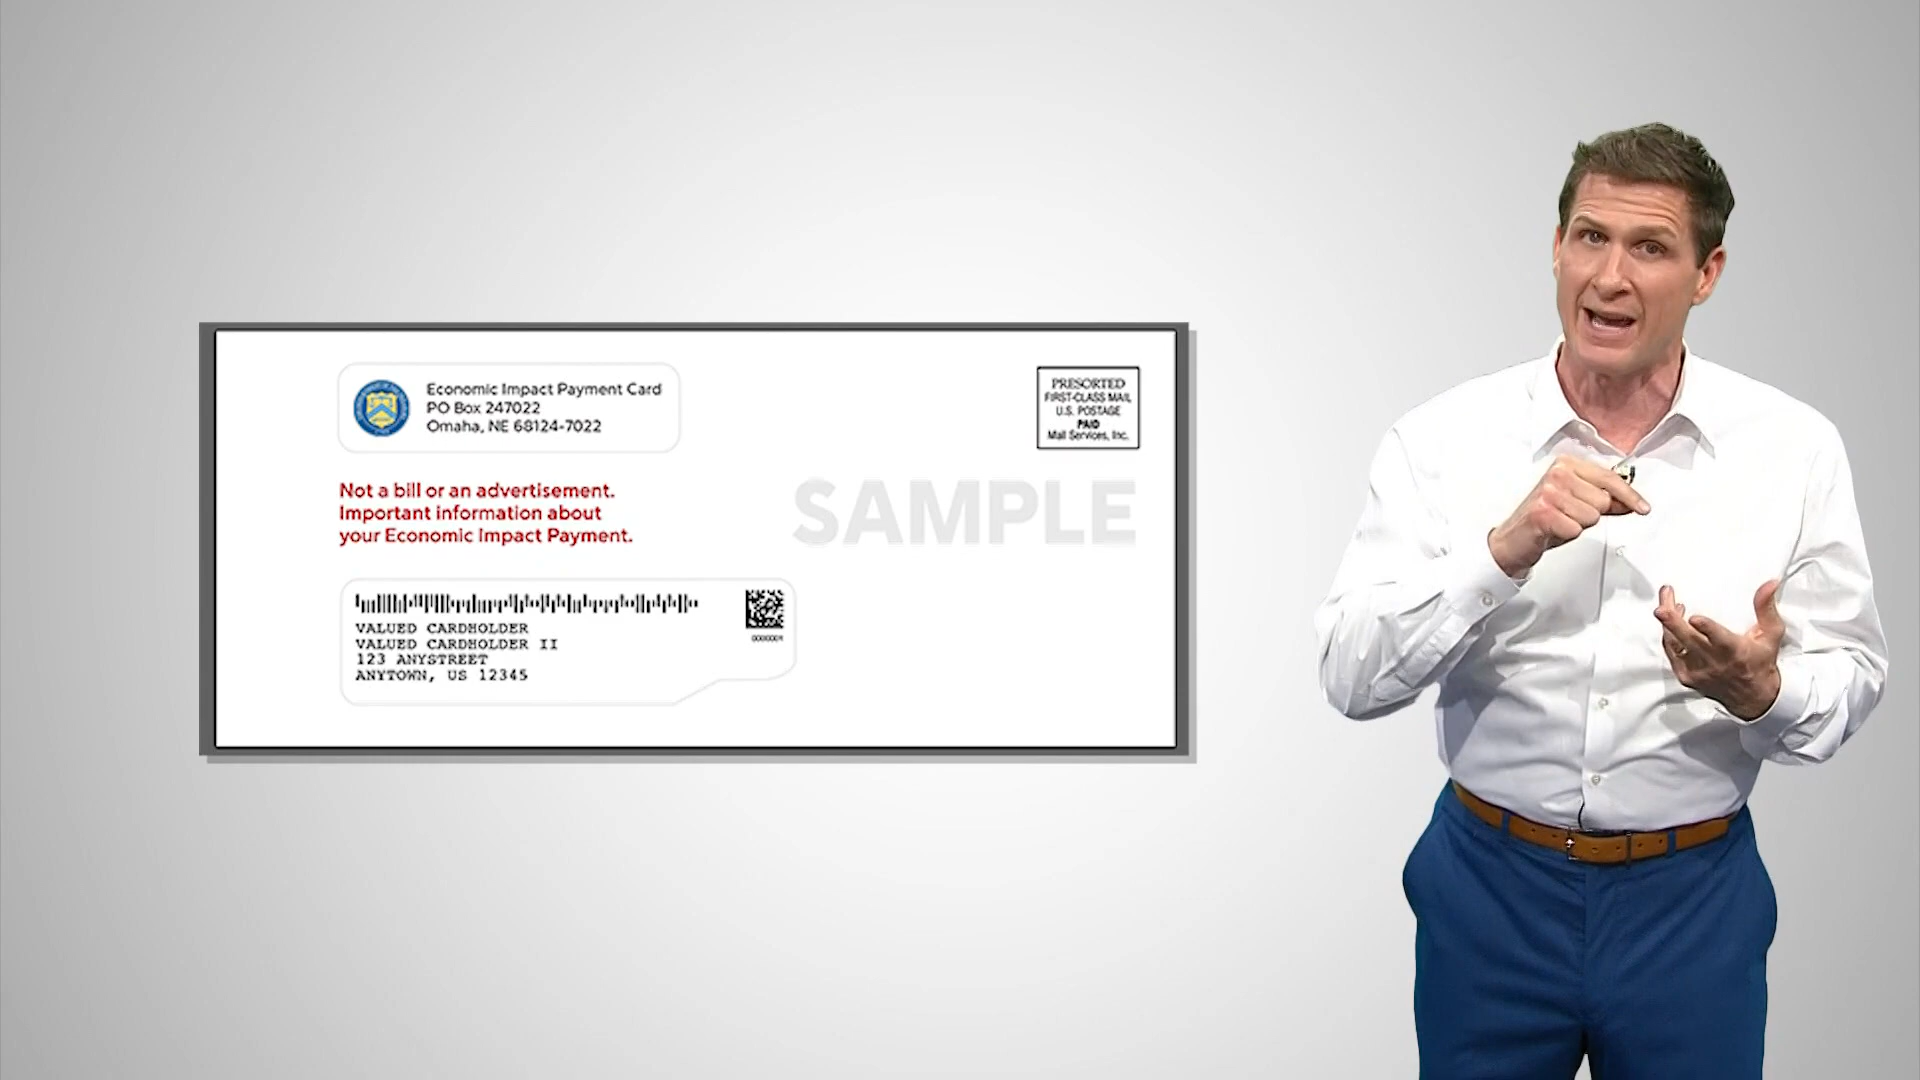 Economic Impact Payment Card
PO Box 247022
Omaha, NE 68124-7022
PRESORTED
FIRST-CLASS MAIL
U.S. POSTAGE
PAID
Mail Services, Inc.
Not a bill or an advertisement.
Important information about
your Economic Impact Payment.
SAMPLE
VALUED CARDHOLDER
VALUED CARDHOLDER II
123 ANYSTREET
ANYTOWN, US 12345